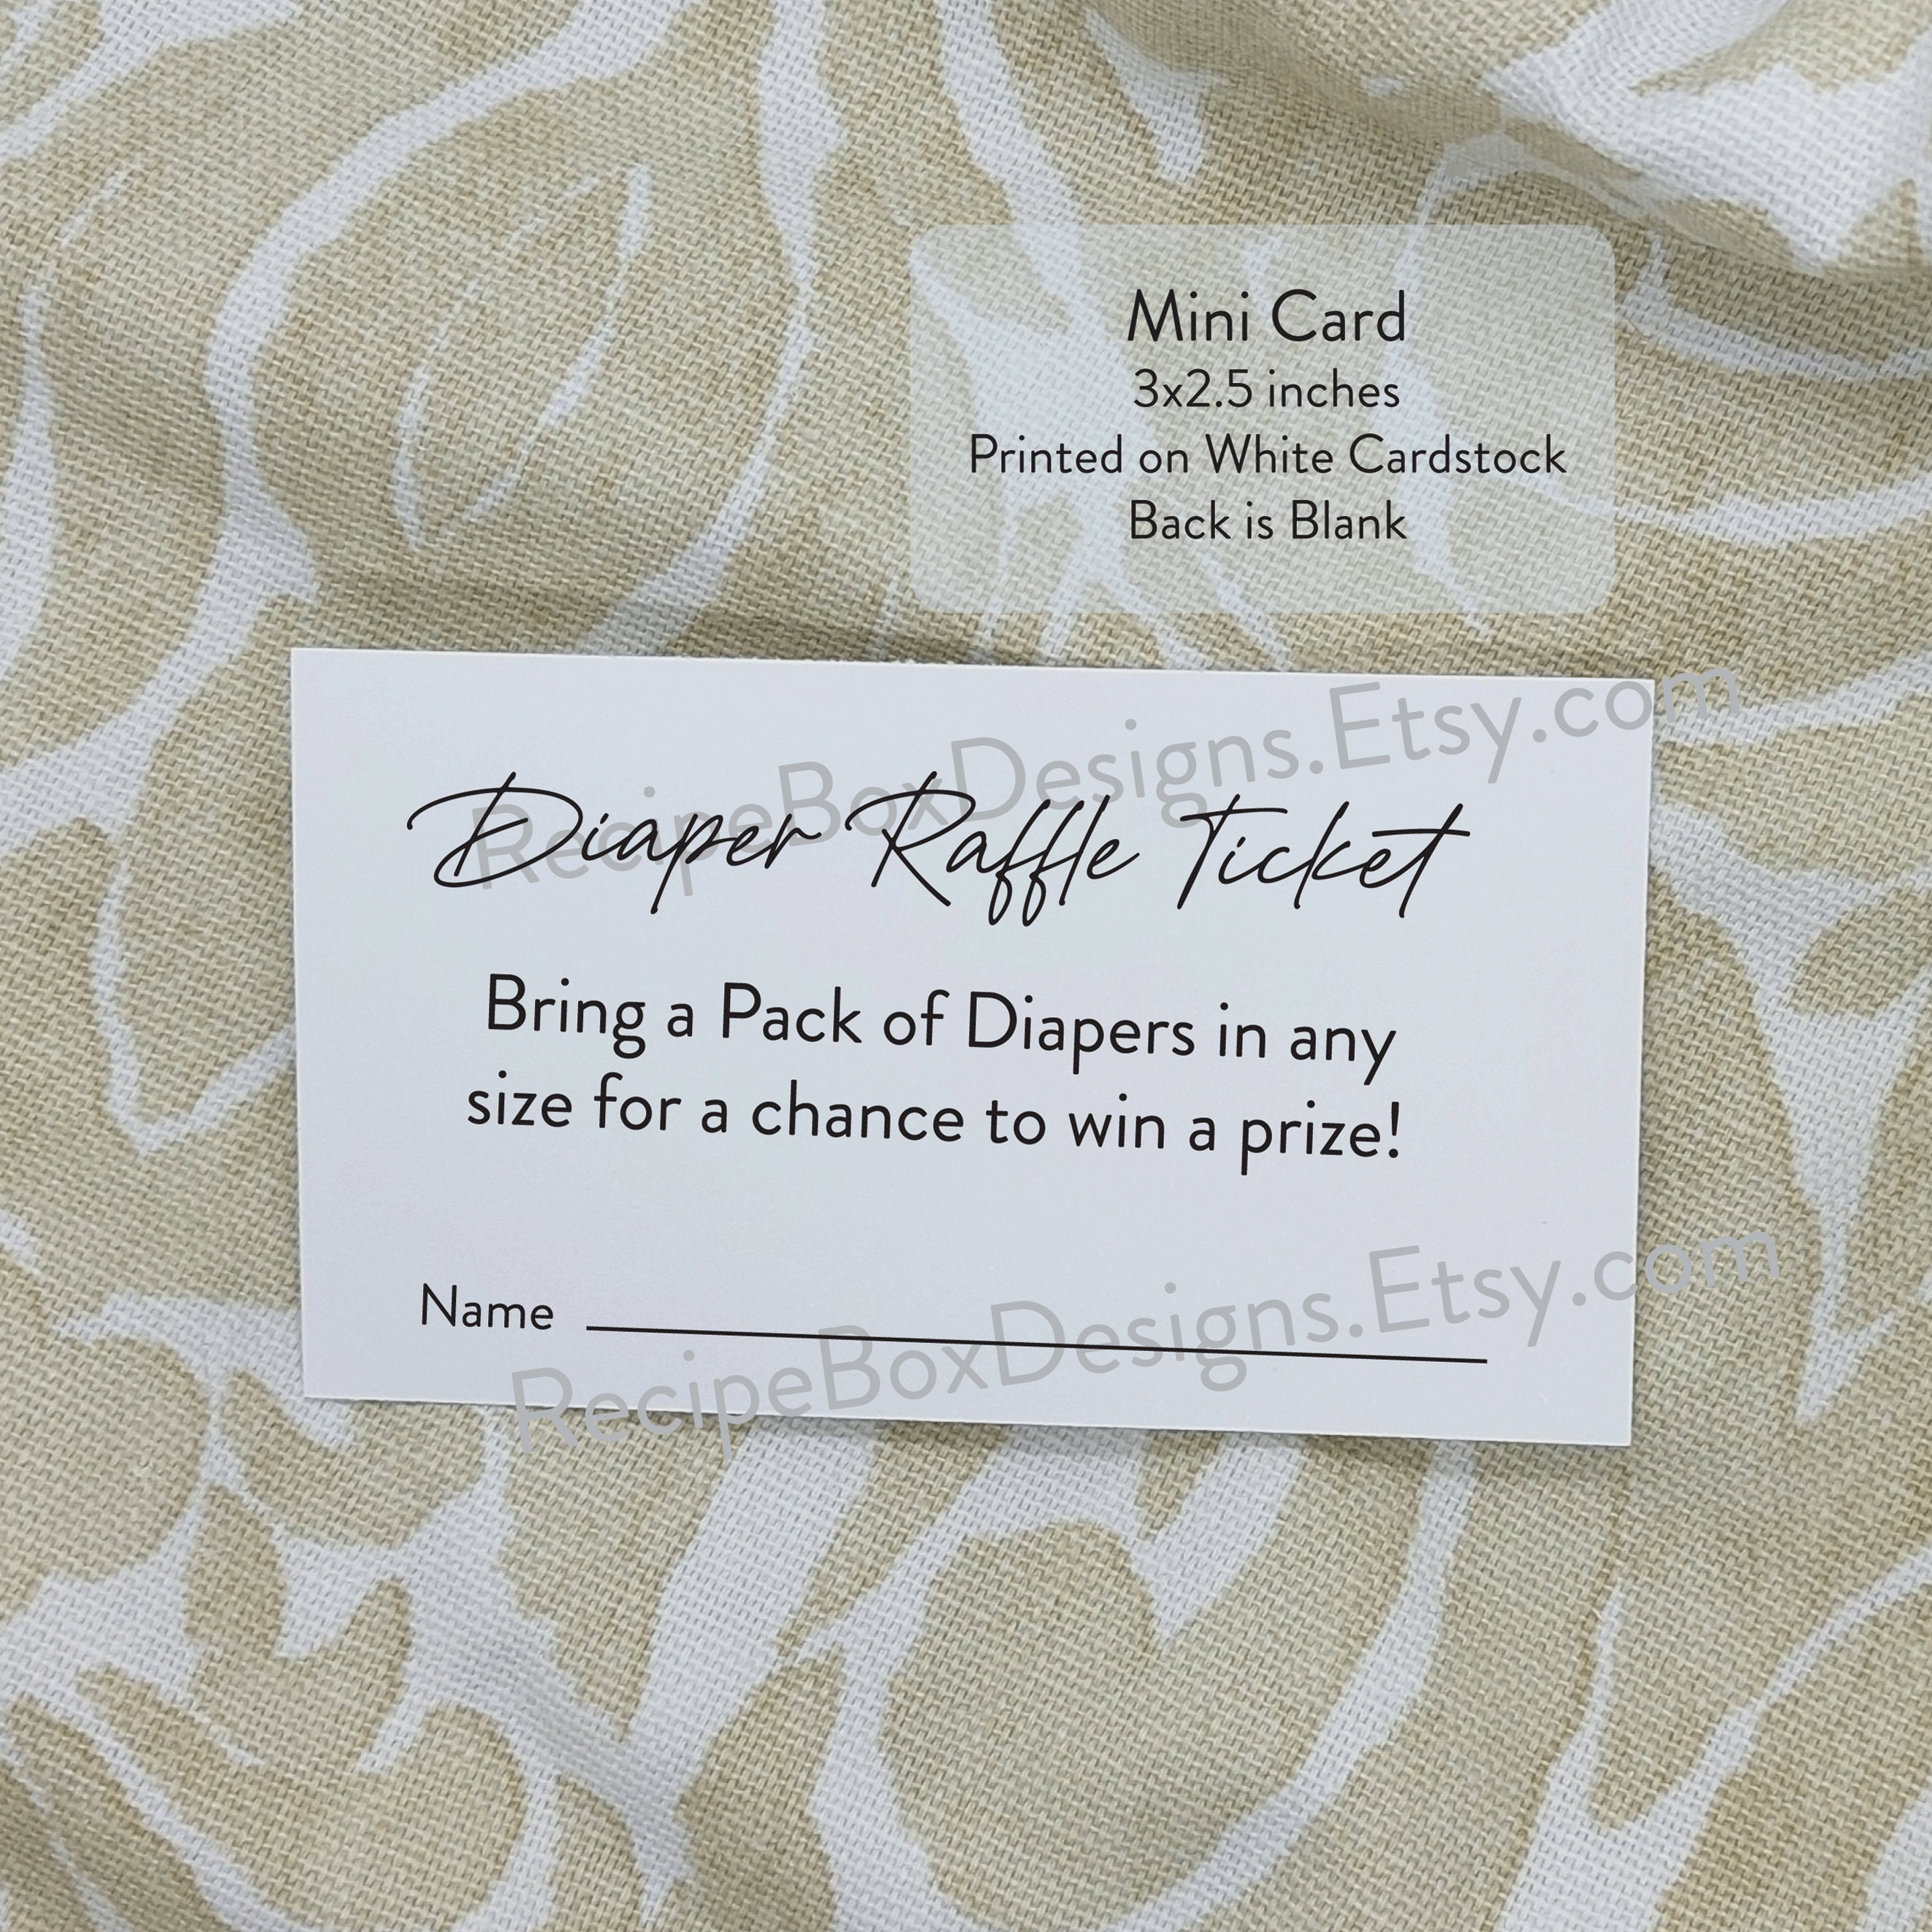 Mini Card
3x2.5 inches
Printed on White Cardstock
Back is Blank
RecipeBoxDesigns.Etsy.com
Diaper Raffle Ticket
Bring a Pack of Diapers in any
size for a chance to win a prize!
Name
RecipeBoxDesigns.Etsy.com